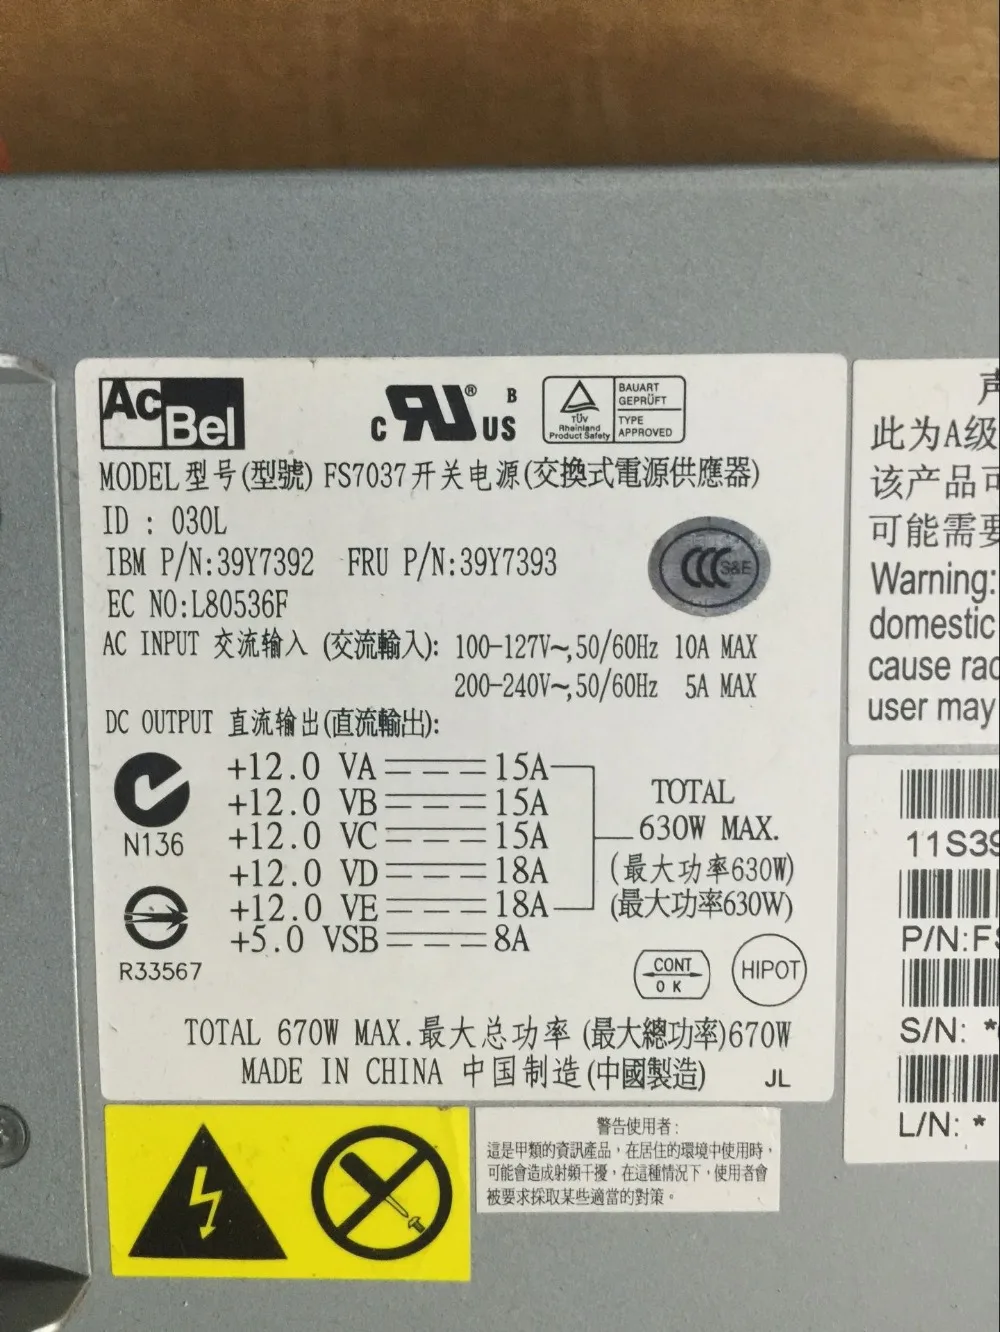 AcBel
c RU US ® B
TÜV Rheinland Product Safety
BAUART GEPRÜFT
TYPE APPROVED
MODEL 型号(型號) FS7037 开关电源(交換式電源供應器)
ID : 030L
IBM P/N:39Y7392 FRU P/N:39Y7393
EC NO:L80536F
CCC S&E
AC INPUT 交流输入 (交流輸入): 100-127V~,50/60Hz 10A MAX
200-240V~,50/60Hz 5A MAX
DC OUTPUT 直流输出(直流輸出):
+12.0 VA 15A
+12.0 VB 15A
+12.0 VC 15A
+12.0 VD 18A
+12.0 VE 18A
+5.0 VSB 8A
TOTAL
630W MAX.
(最大功率630W)
(最大功率630W)
N136
R33567
CONT
OK
HIPOT
TOTAL 670W MAX.最大总功率 (最大總功率)670W
MADE IN CHINA 中国制造(中國製造) JL
警告使用者:
這是甲類的資訊產品，在居住的環境中使用時，
可能會造成射頻干擾，在這種情況下，使用者會
被要求採取某些適當的對策。
声
此为A级
该产品可
可能需要
Warning:
domestic
cause rad
user may
11S39
P/N:FS
S/N: *
L/N: *